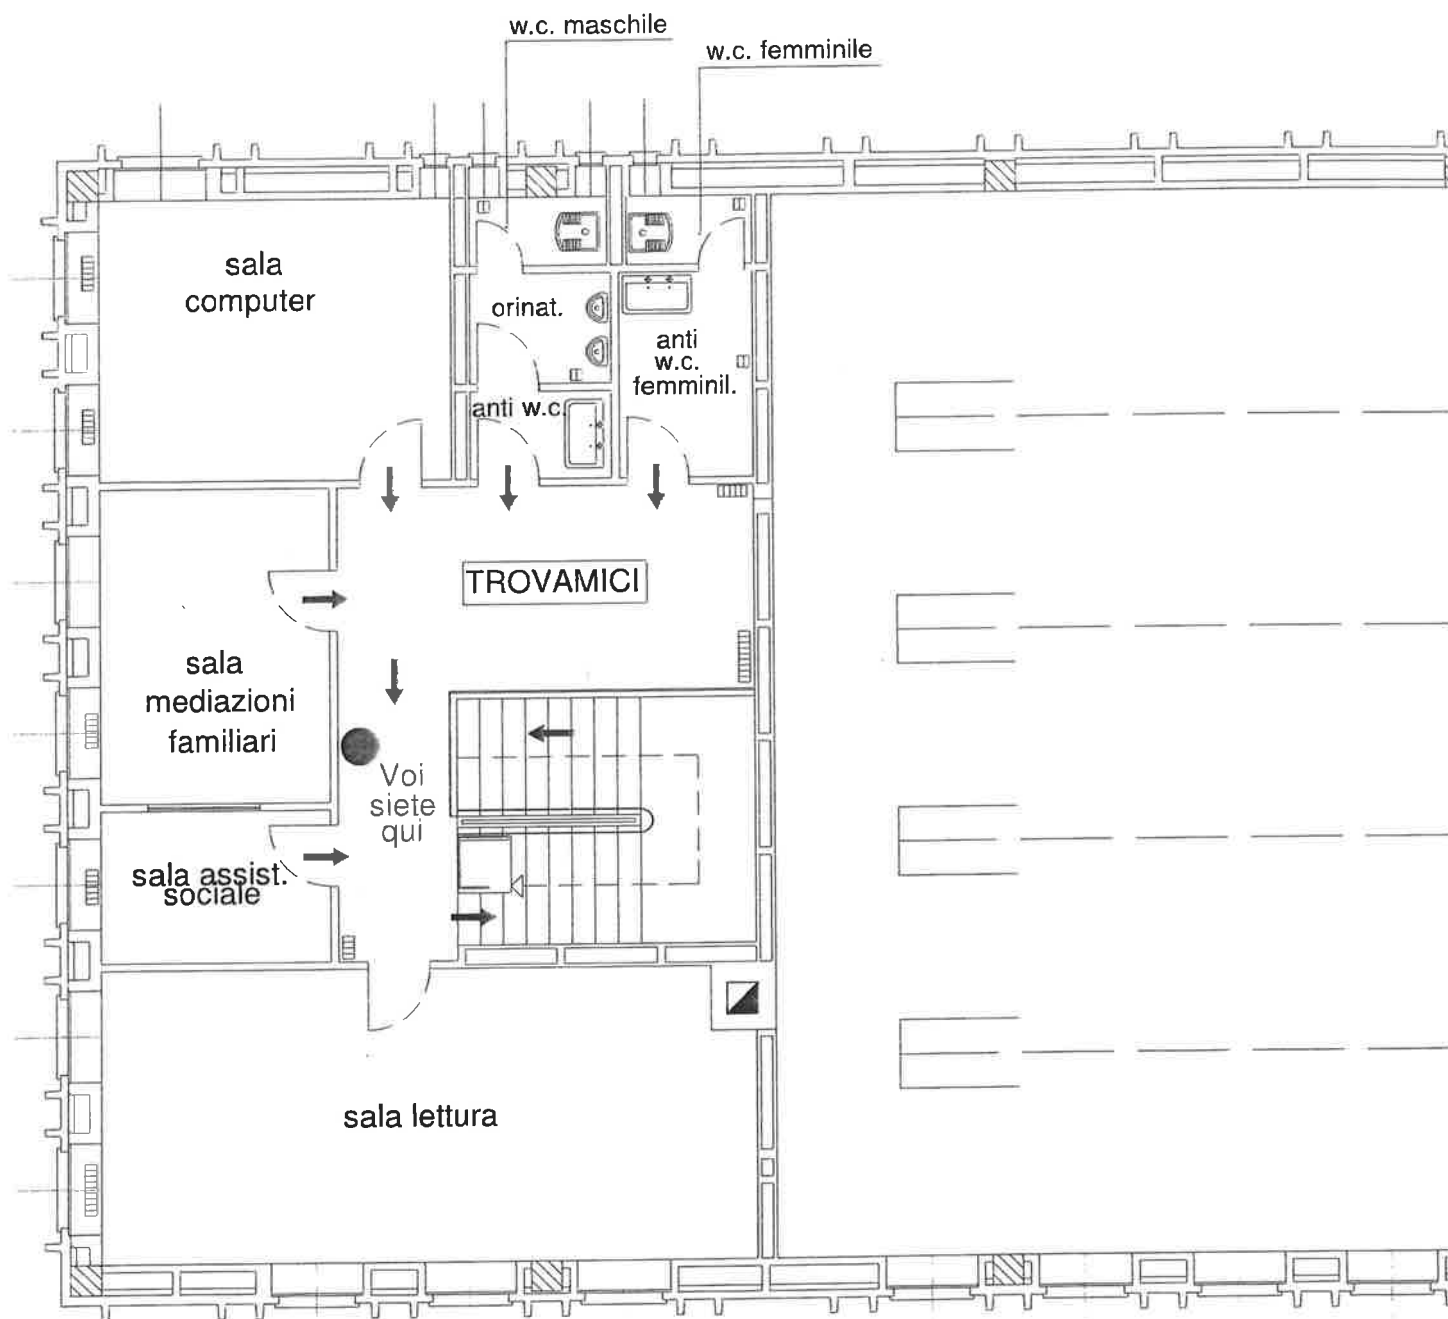 w.c. maschile
w.c. femminile
sala
computer
orinat.
anti
w.c.
femminil.
anti w.c.
TROVAMICI
sala
mediazioni
familiari
Voi
siete
qui
sala assist.
sociale
sala lettura